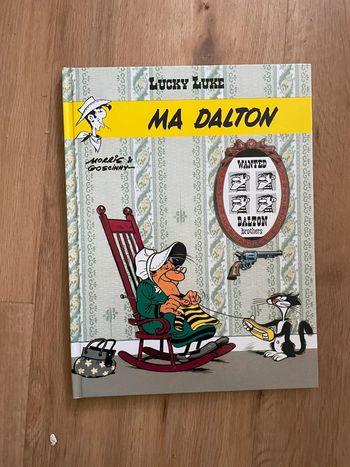 LUCKY LUKE
MA DALTON
MORRIS &
GOSCINNY
WANTED
DALTON
brothers